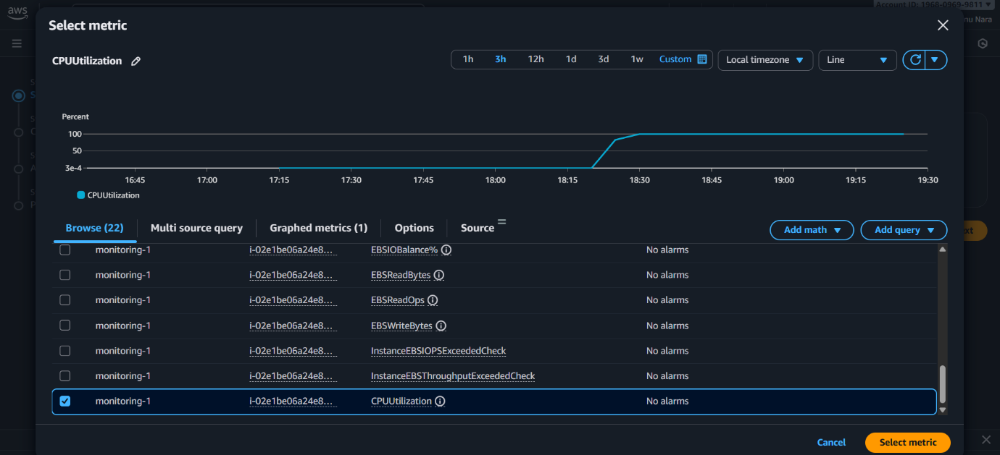 aws
Account ID: 1968-0969-9811
nu Nara
Select metric
CPUUtilization
1h 3h 12h 1d 3d 1w Custom Local timezone Line
Percent
100
50
3e-4
16:45 17:00 17:15 17:30 17:45 18:00 18:15 18:30 18:45 19:00 19:15 19:30
CPUUtilization
Browse (22) Multi source query Graphed metrics (1) Options Source Add math Add query
monitoring-1 i-02e1be06a24e8... EBSIOBalance% No alarms
monitoring-1 i-02e1be06a24e8... EBSReadBytes No alarms
monitoring-1 i-02e1be06a24e8... EBSReadOps No alarms
monitoring-1 i-02e1be06a24e8... EBSWriteBytes No alarms
monitoring-1 i-02e1be06a24e8... InstanceEBSIOPSExceededCheck No alarms
monitoring-1 i-02e1be06a24e8... InstanceEBSThroughputExceededCheck No alarms
monitoring-1 i-02e1be06a24e8... CPUUtilization No alarms
Cancel Select metric